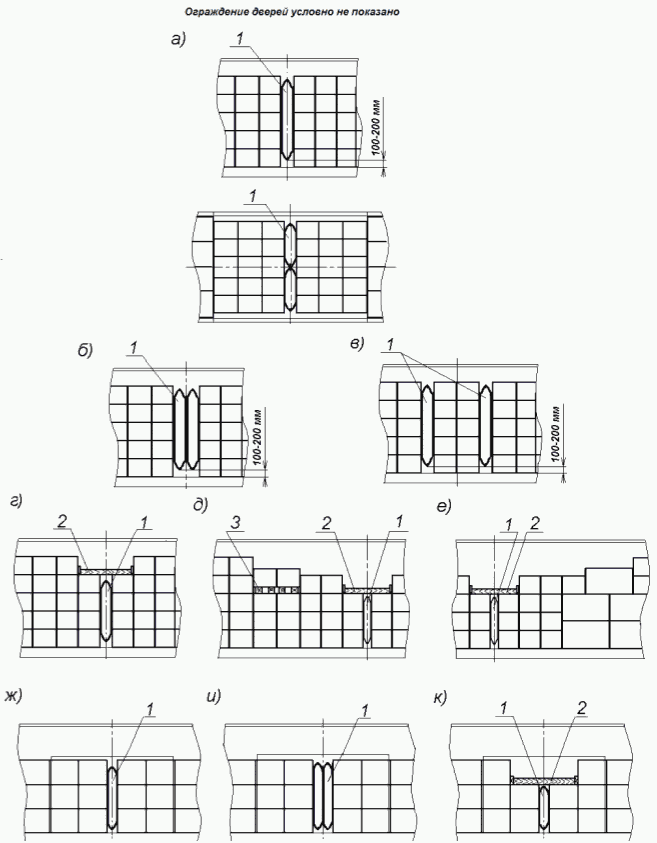 Ограждение дверей условно не показано
а)
1
100-200 мм
1
б)
1
100-200 мм
в)
1
100-200 мм
г)
2 1
д)
3 2 1
е)
1 2
ж)
1
и)
1
к)
1 2